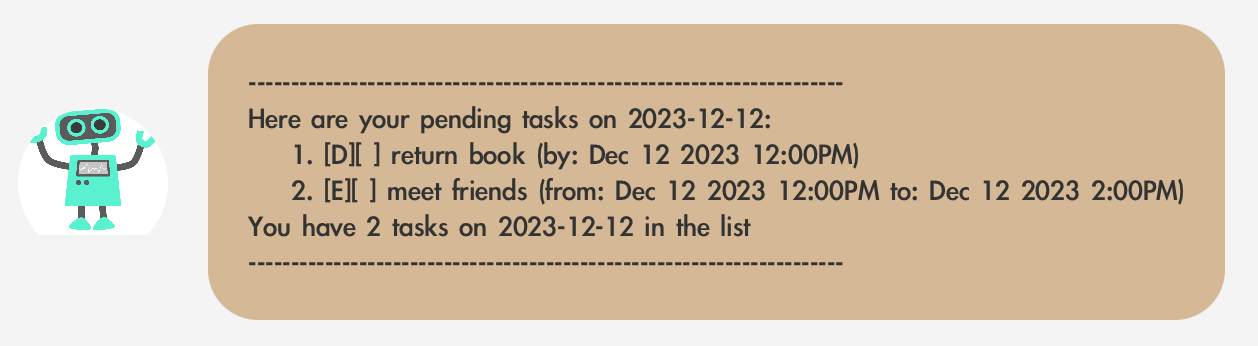 ----------------------------------------------------------------------
Here are your pending tasks on 2023-12-12:
1. [D][ ] return book (by: Dec 12 2023 12:00PM)
2. [E][ ] meet friends (from: Dec 12 2023 12:00PM to: Dec 12 2023 2:00PM)
You have 2 tasks on 2023-12-12 in the list
----------------------------------------------------------------------